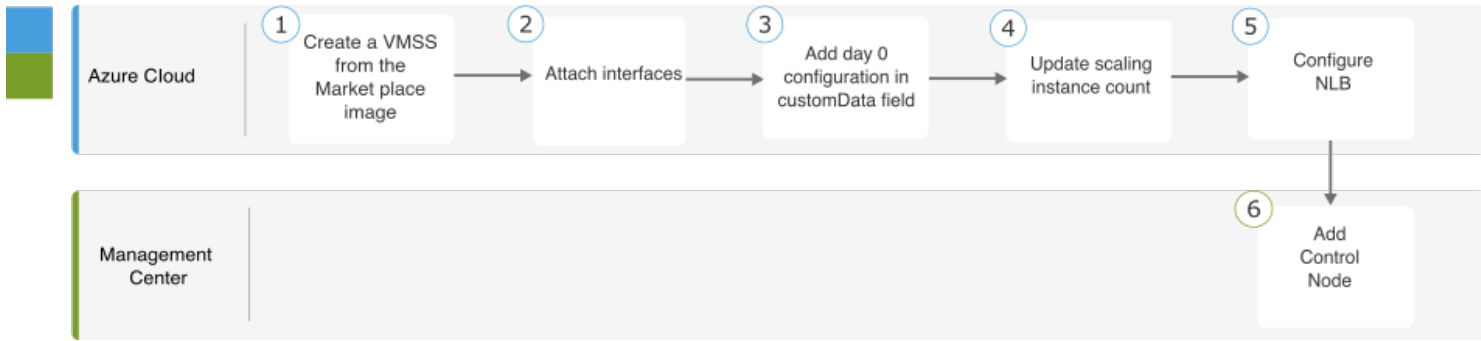 Azure Cloud
1
Create a VMSS
from the
Market place
image
2
Attach interfaces
3
Add day 0
configuration in
customData field
4
Update scaling
instance count
5
Configure
NLB
Management
Center
6
Add
Control
Node